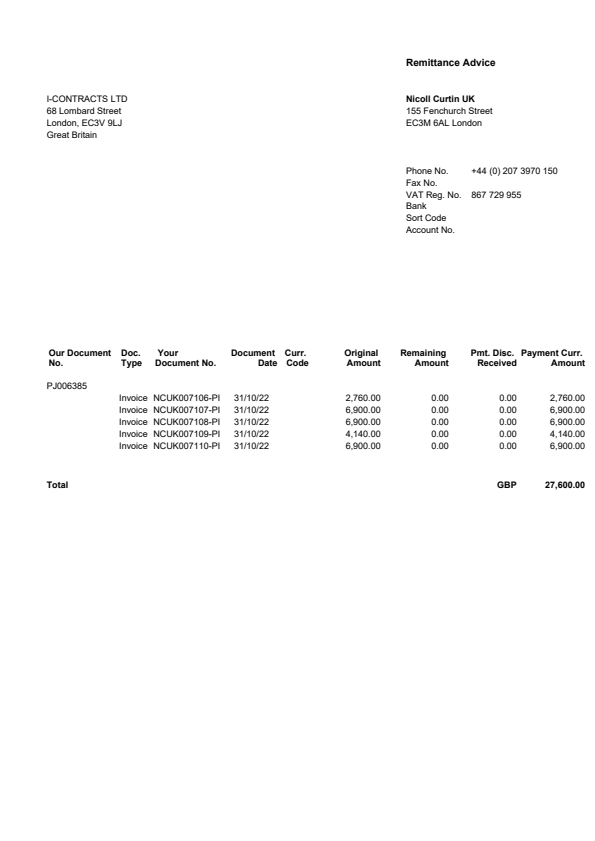 Remittance Advice
I-CONTRACTS LTD
68 Lombard Street
London, EC3V 9LJ
Great Britain
Nicoll Curtin UK
155 Fenchurch Street
EC3M 6AL London
Phone No. +44 (0) 207 3970 150
Fax No.
VAT Reg. No. 867 729 955
Bank
Sort Code
Account No.
Our Document No. Doc. Type Your Document No. Document Date Curr. Code Original Amount Remaining Amount Pmt. Disc. Received Payment Curr. Amount
PJ006385
Invoice NCUK007106-PI 31/10/22 2,760.00 0.00 0.00 2,760.00
Invoice NCUK007107-PI 31/10/22 6,900.00 0.00 0.00 6,900.00
Invoice NCUK007108-PI 31/10/22 6,900.00 0.00 0.00 6,900.00
Invoice NCUK007109-PI 31/10/22 4,140.00 0.00 0.00 4,140.00
Invoice NCUK007110-PI 31/10/22 6,900.00 0.00 0.00 6,900.00
Total GBP 27,600.00